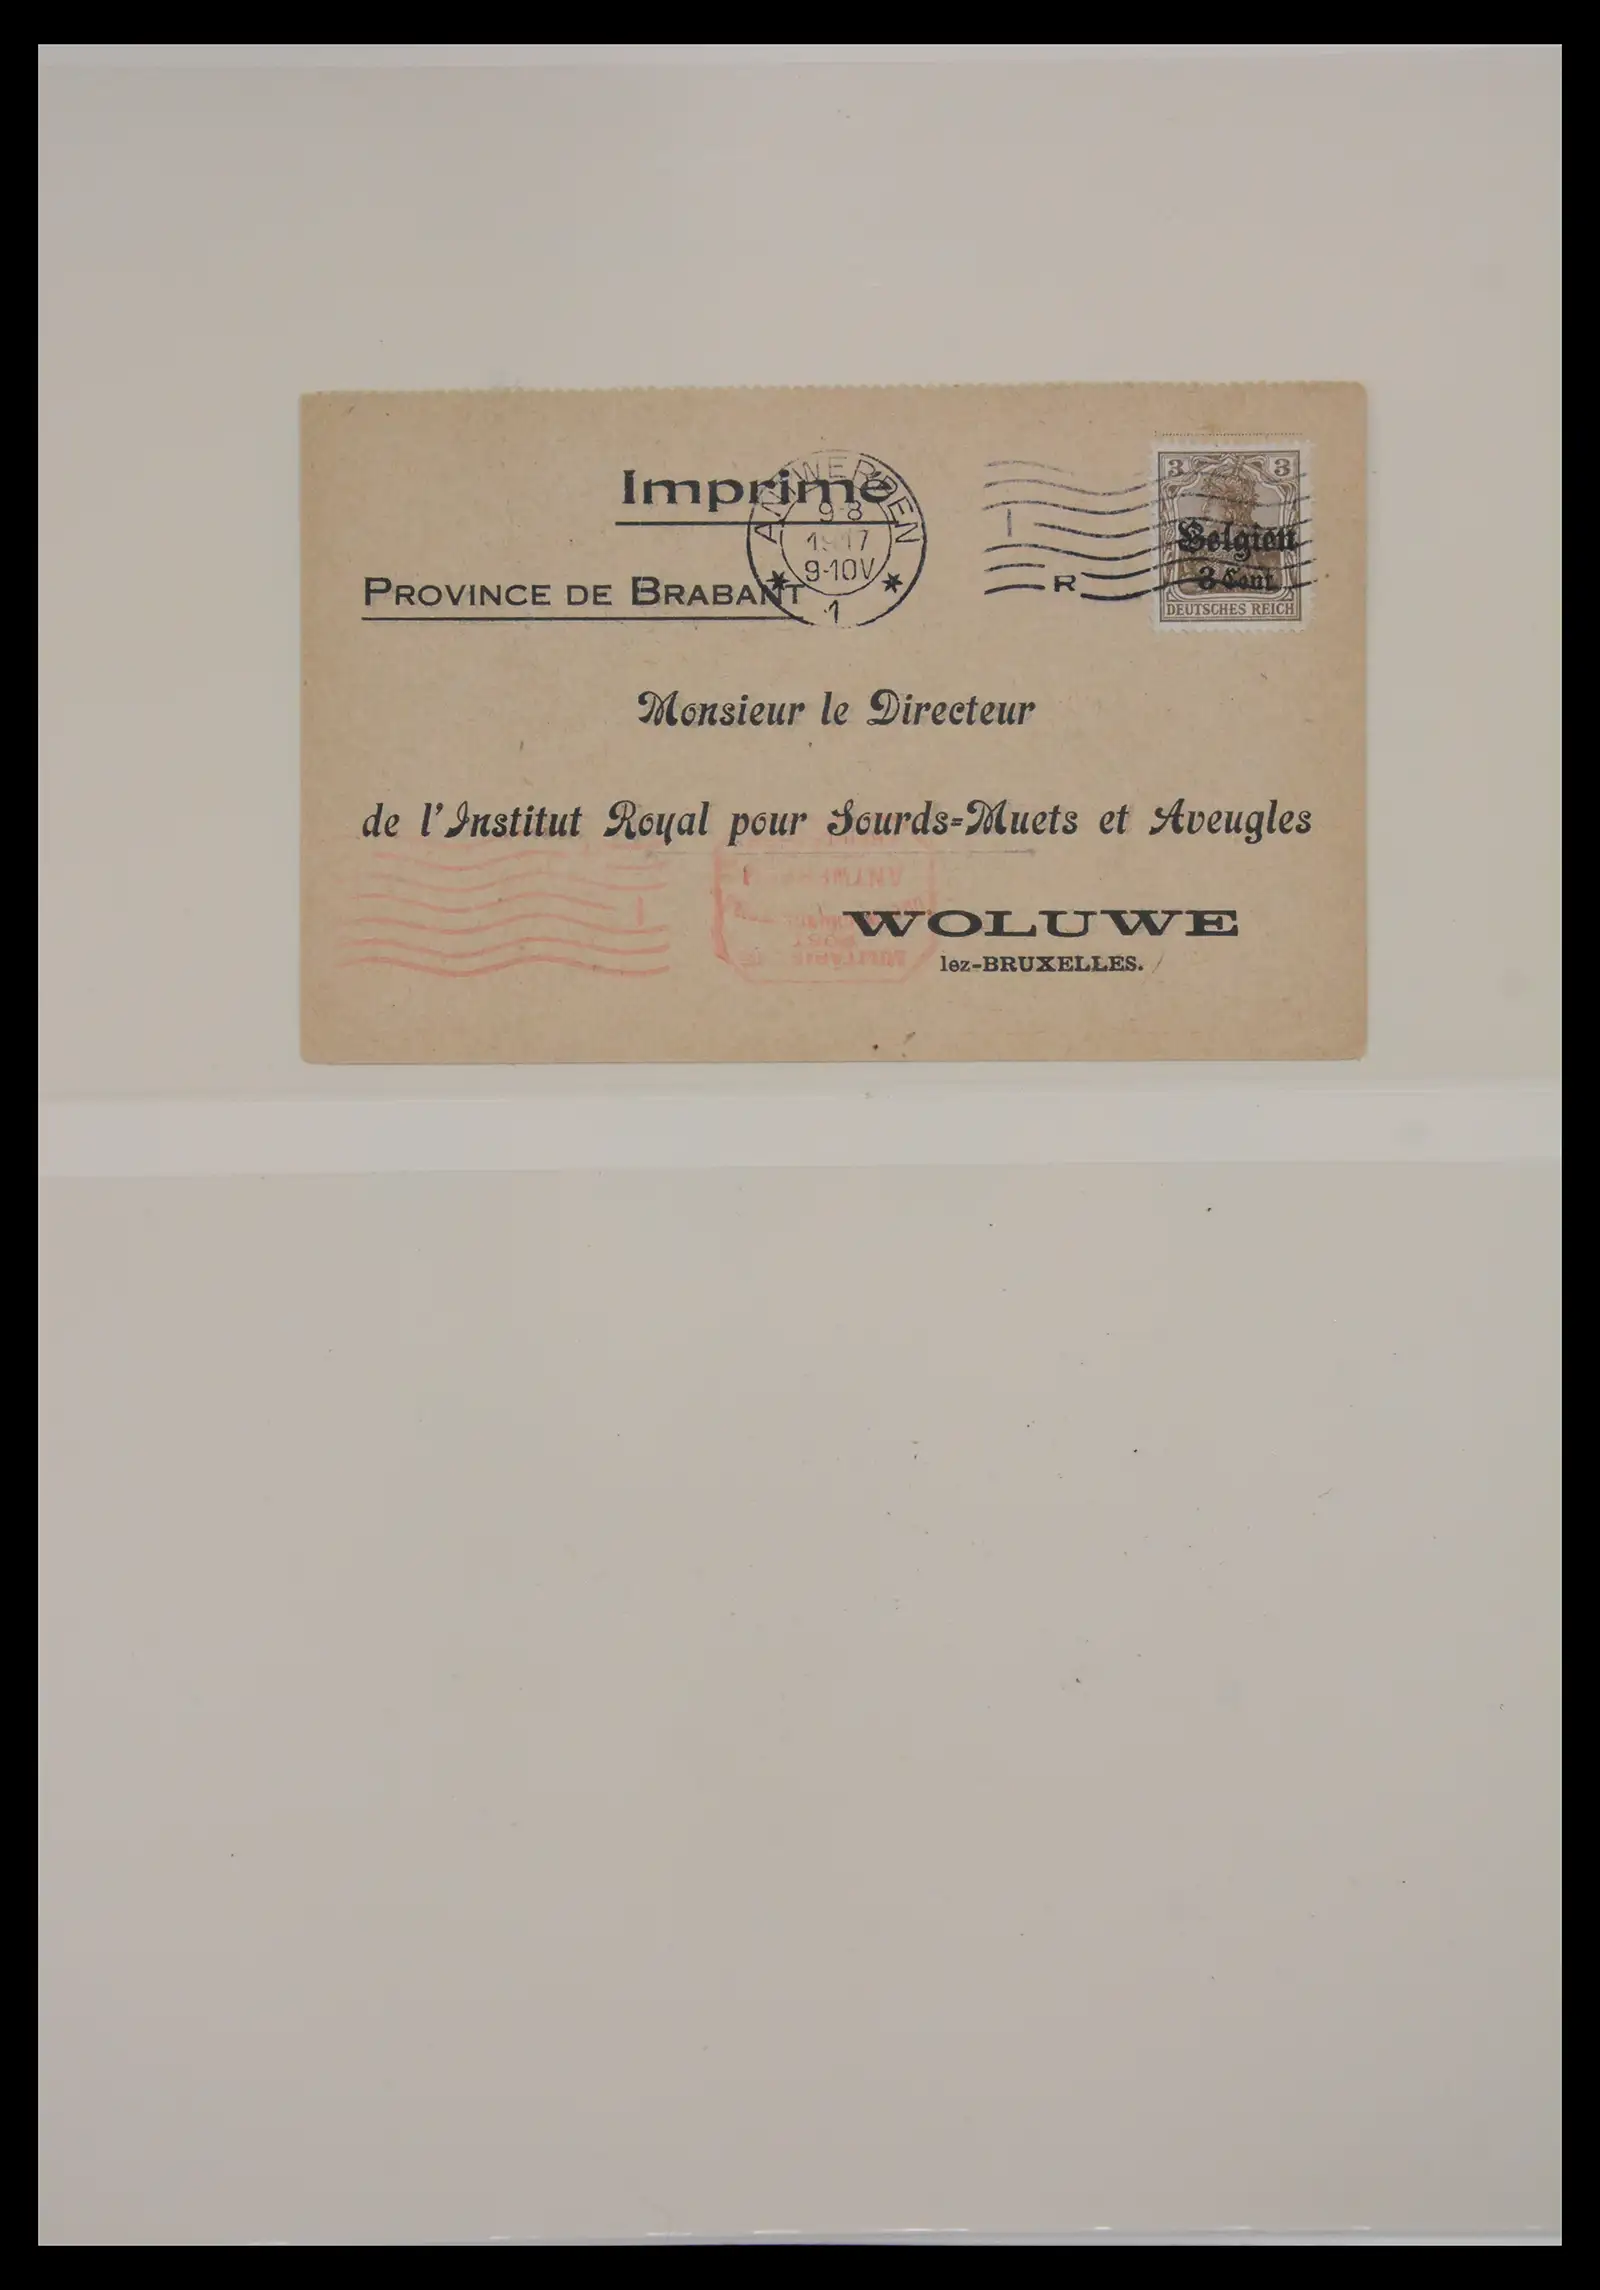 Imprimé
ANTWERPEN
9-8
1917
9-10V
1
R
3 3
Belgien
3 Cent.
DEUTSCHES REICH
PROVINCE DE BRABANT
Monsieur le Directeur
de l'Institut Royal pour Sourds=Muets et Aveugles
WOLUWE
lez-BRUXELLES.